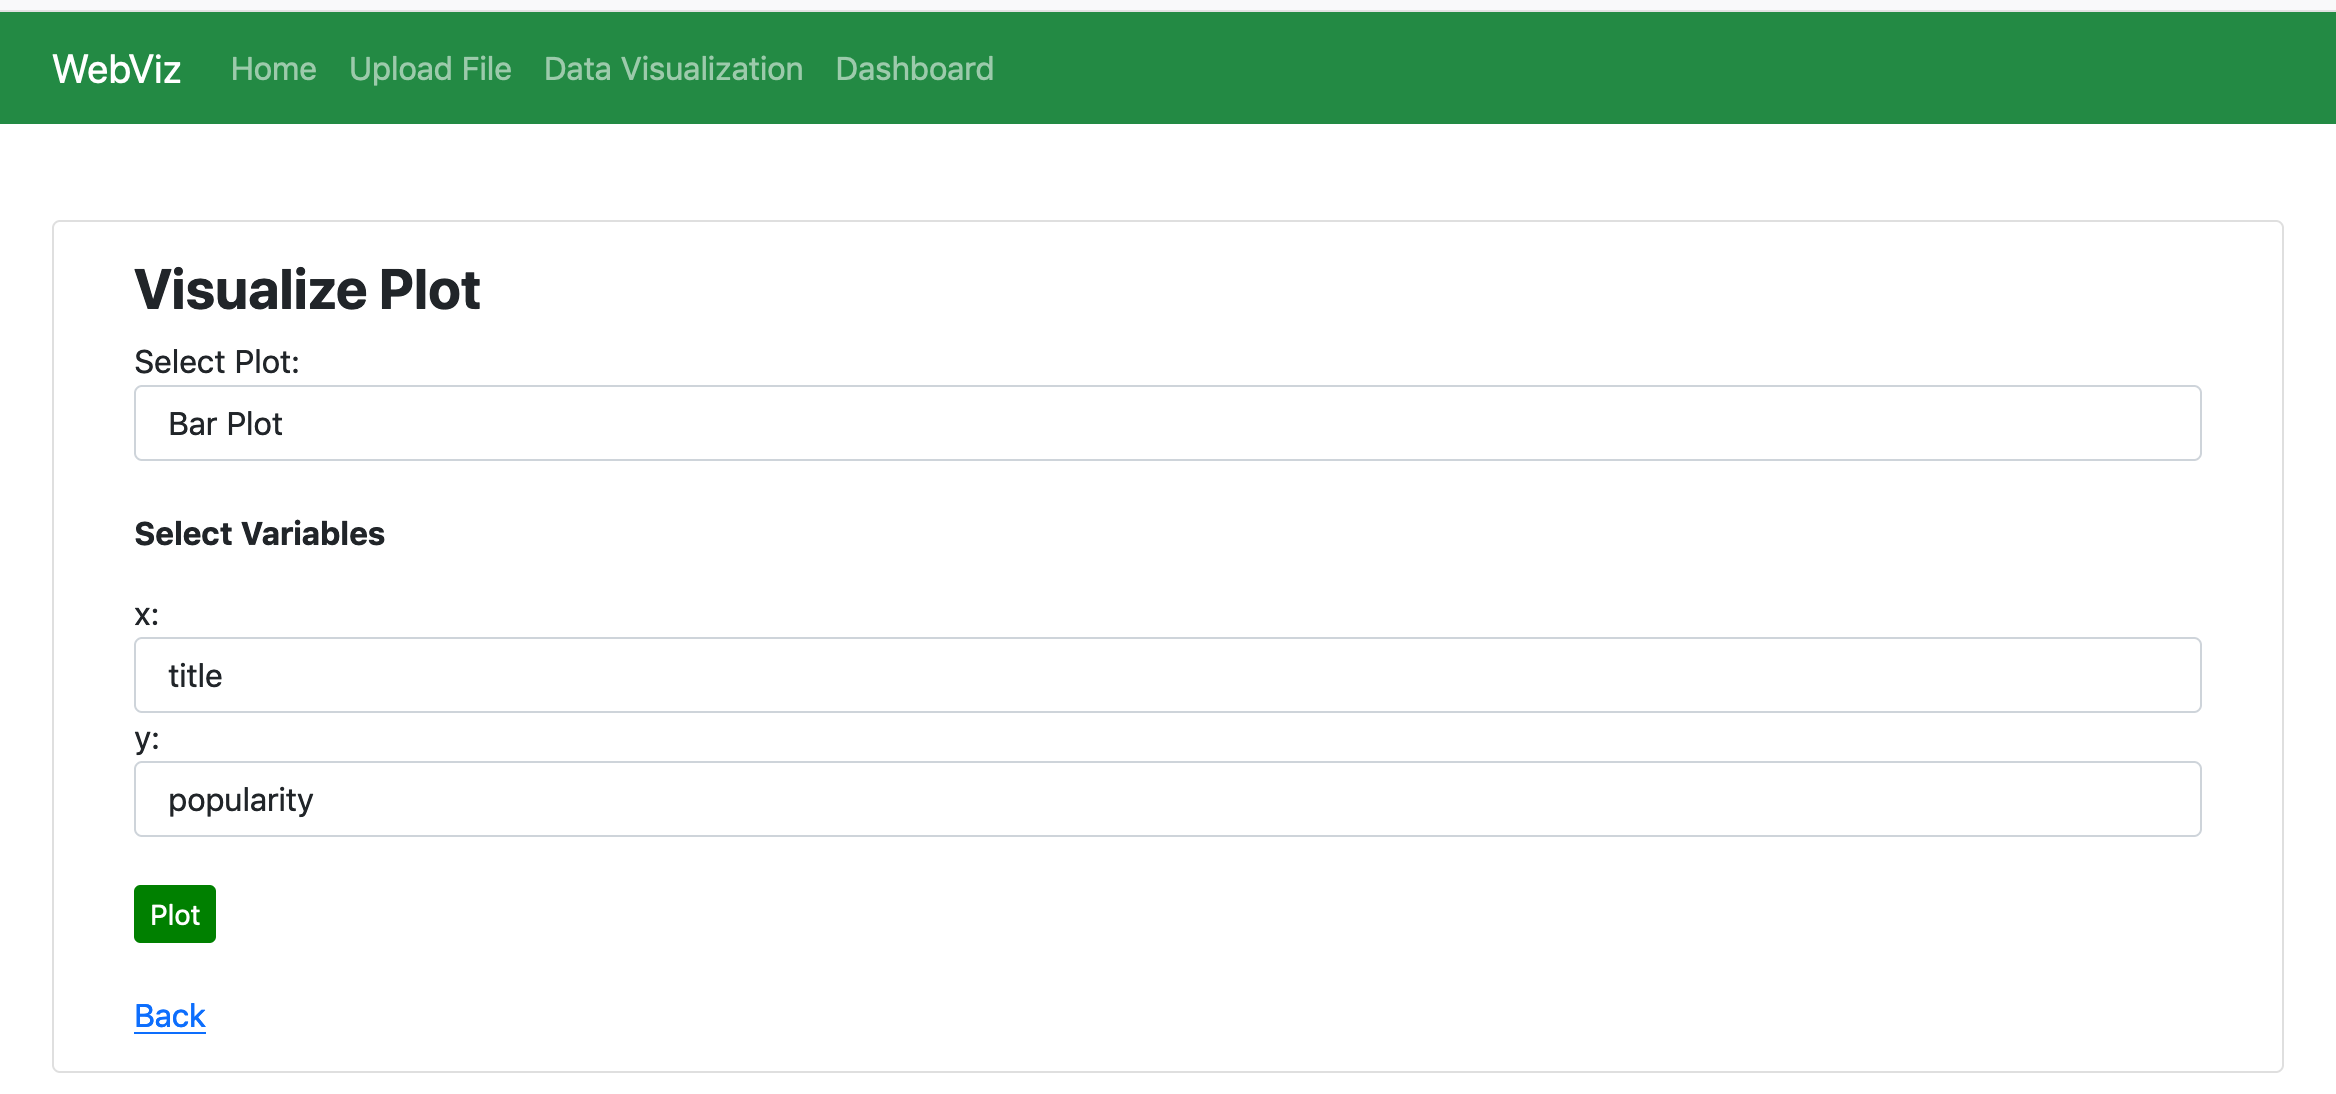 WebViz Home Upload File Data Visualization Dashboard
Visualize Plot
Select Plot:
Bar Plot
Select Variables
x:
title
y:
popularity
Plot
Back